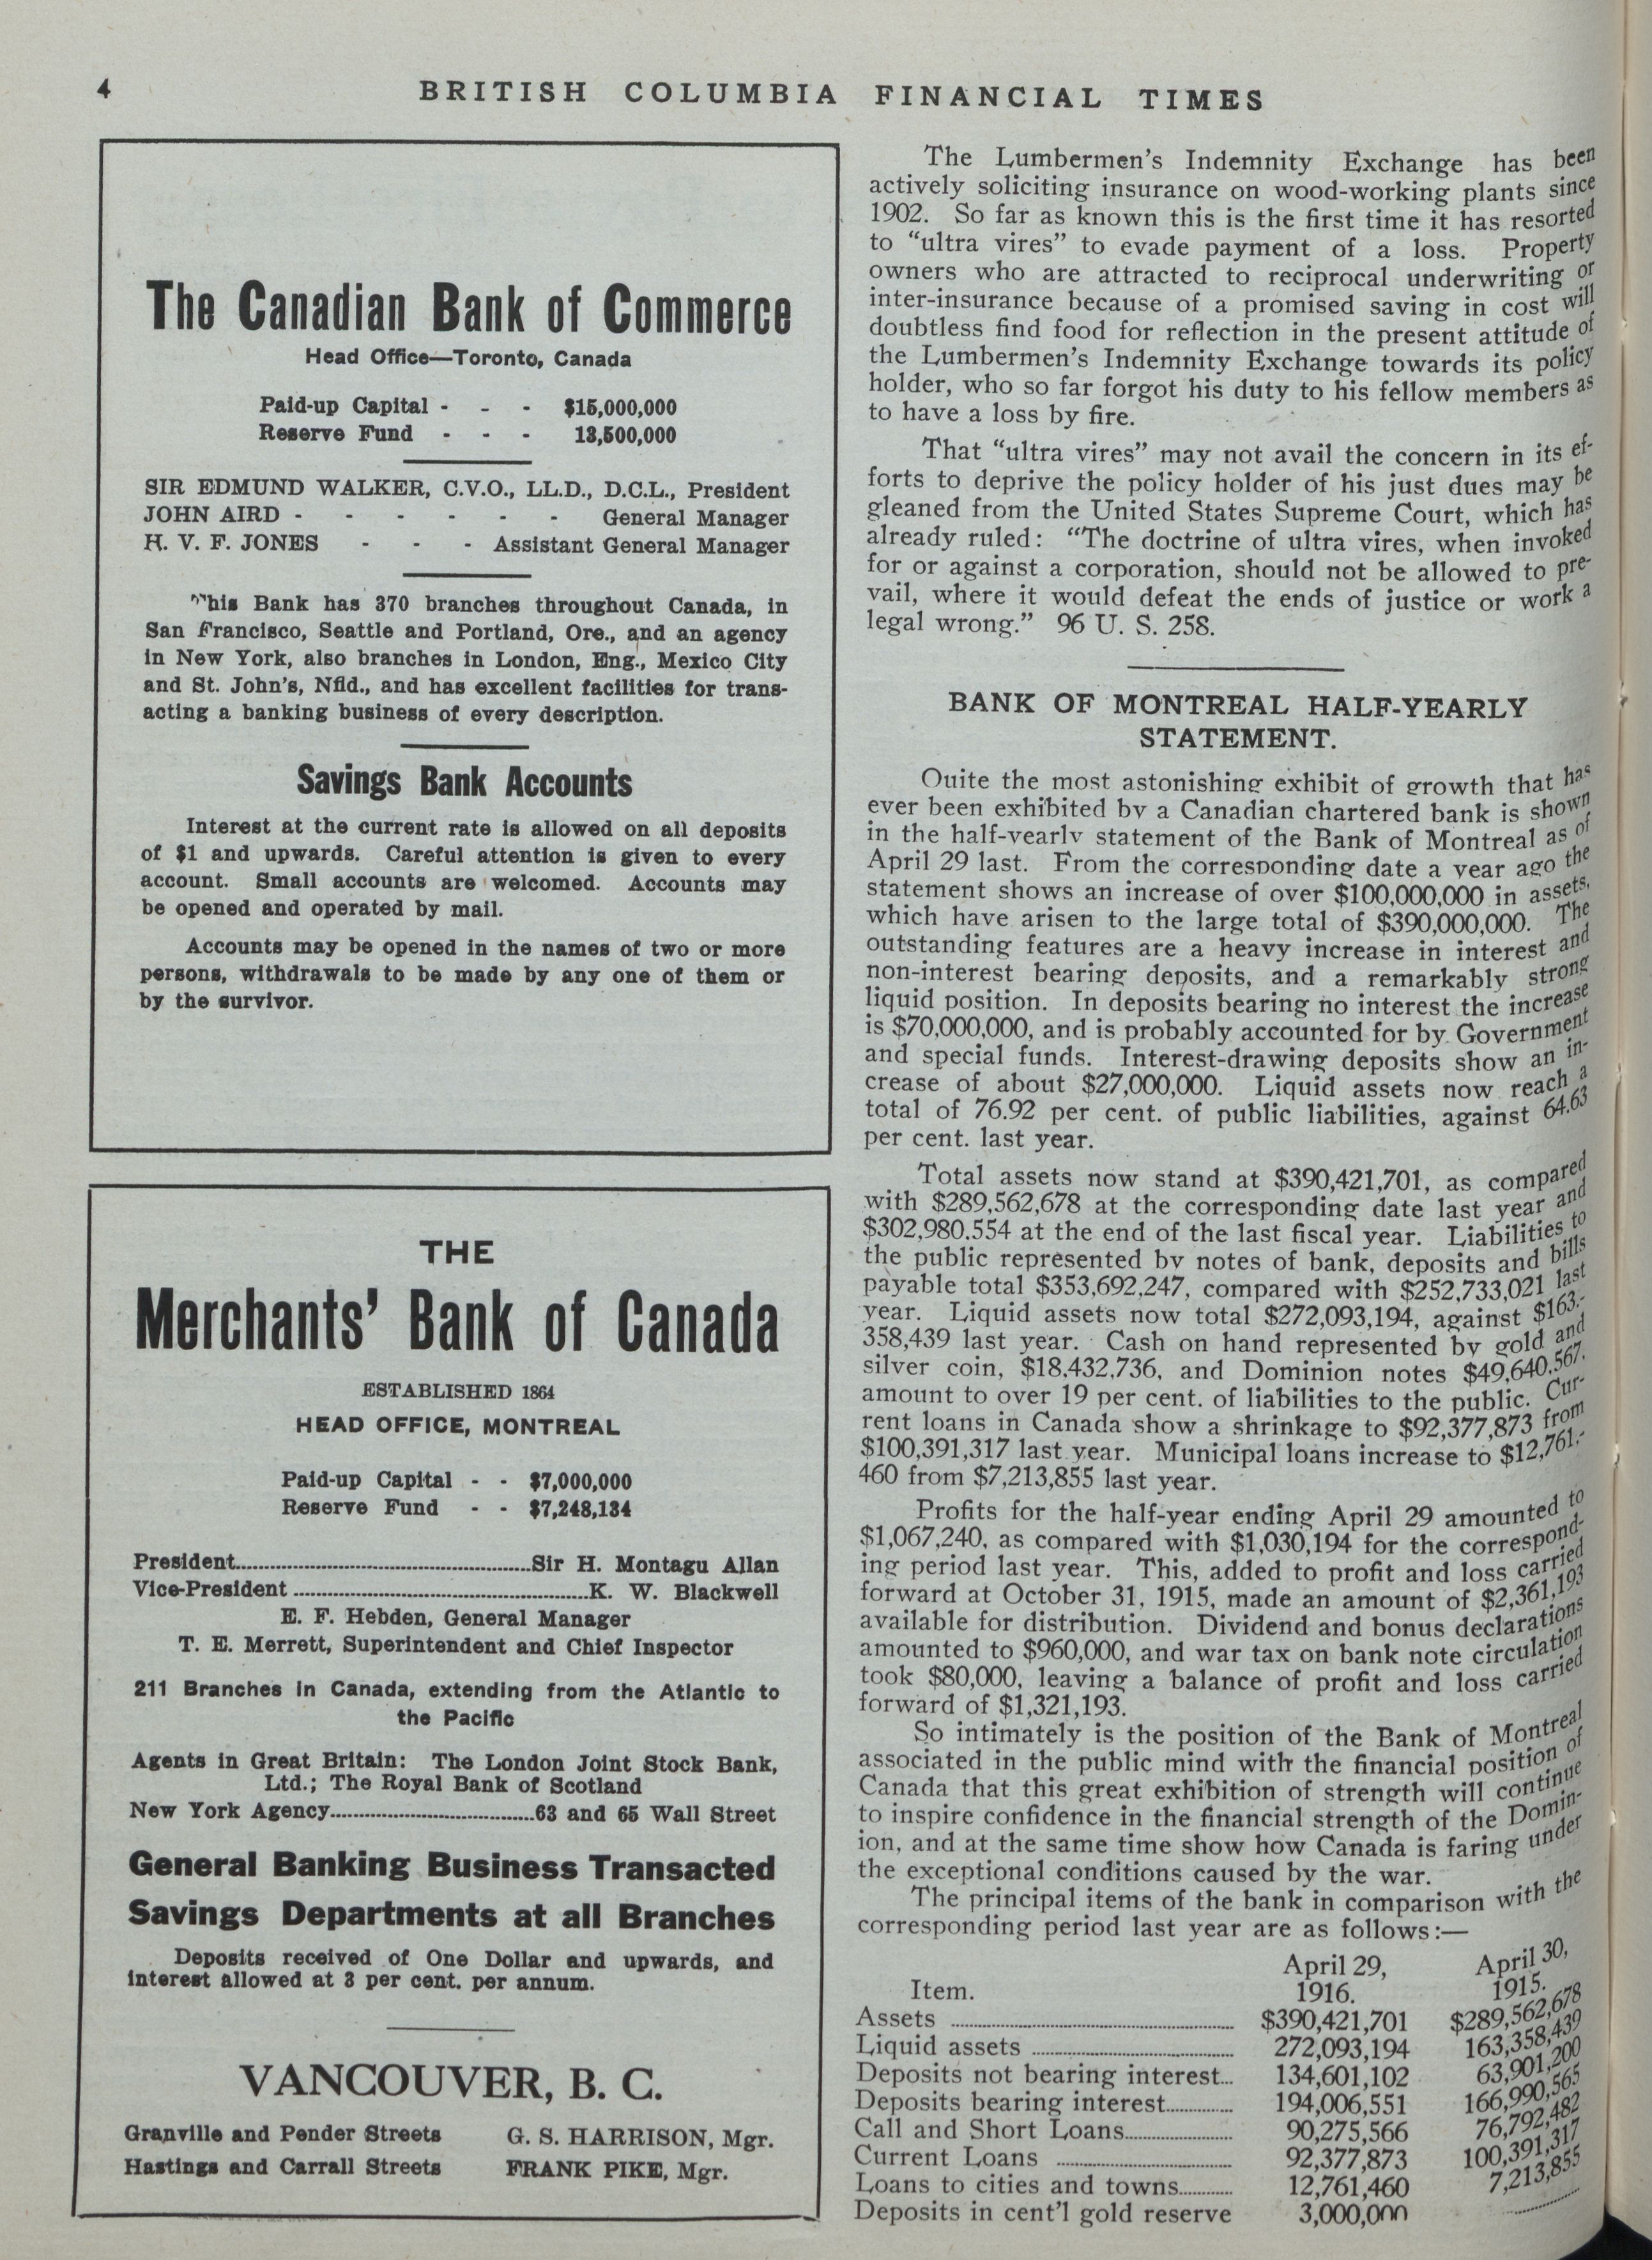 4
BRITISH COLUMBIA FINANCIAL TIMES
The Canadian Bank of Commerce
Head Office—Toronto, Canada
Paid-up Capital - - - $15,000,000
Reserve Fund - - - 13,500,000
SIR EDMUND WALKER, C.V.O., LL.D., D.C.L., President
JOHN AIRD - - - - - - General Manager
H. V. F. JONES - - - Assistant General Manager
This Bank has 370 branches throughout Canada, in
San Francisco, Seattle and Portland, Ore., and an agency
in New York, also branches in London, Eng., Mexico City
and St. John's, Nfld., and has excellent facilities for trans-
acting a banking business of every description.
Savings Bank Accounts
Interest at the current rate is allowed on all deposits
of $1 and upwards. Careful attention is given to every
account. Small accounts are welcomed. Accounts may
be opened and operated by mail.
Accounts may be opened in the names of two or more
persons, withdrawals to be made by any one of them or
by the survivor.
THE
Merchants' Bank of Canada
ESTABLISHED 1864
HEAD OFFICE, MONTREAL
Paid-up Capital - - $7,000,000
Reserve Fund - - $7,248,134
President.......................................Sir H. Montagu Allan
Vice-President.......................................K. W. Blackwell
E. F. Hebden, General Manager
T. E. Merrett, Superintendent and Chief Inspector
211 Branches in Canada, extending from the Atlantic to
the Pacific
Agents in Great Britain: The London Joint Stock Bank,
Ltd.; The Royal Bank of Scotland
New York Agency...................................63 and 65 Wall Street
General Banking Business Transacted
Savings Departments at all Branches
Deposits received of One Dollar and upwards, and
interest allowed at 3 per cent. per annum.
VANCOUVER, B. C.
Granville and Pender Streets G. S. HARRISON, Mgr.
Hastings and Carrall Streets FRANK PIKE, Mgr.
The Lumbermen's Indemnity Exchange has been
actively soliciting insurance on wood-working plants since
1902. So far as known this is the first time it has resorted
to "ultra vires" to evade payment of a loss. Property
owners who are attracted to reciprocal underwriting or
inter-insurance because of a promised saving in cost will
doubtless find food for reflection in the present attitude of
the Lumbermen's Indemnity Exchange towards its policy
holder, who so far forgot his duty to his fellow members as
to have a loss by fire.
That "ultra vires" may not avail the concern in its ef-
forts to deprive the policy holder of his just dues may be
gleaned from the United States Supreme Court, which has
already ruled: "The doctrine of ultra vires, when invoked
for or against a corporation, should not be allowed to pre-
vail, where it would defeat the ends of justice or work a
legal wrong." 96 U. S. 258.
BANK OF MONTREAL HALF-YEARLY
STATEMENT.
Quite the most astonishing exhibit of growth that has
ever been exhibited by a Canadian chartered bank is shown
in the half-yearly statement of the Bank of Montreal as of
April 29 last. From the corresponding date a year ago the
statement shows an increase of over $100,000,000 in assets,
which have arisen to the large total of $390,000,000. The
outstanding features are a heavy increase in interest and
non-interest bearing deposits, and a remarkably strong
liquid position. In deposits bearing no interest the increase
is $70,000,000, and is probably accounted for by Government
and special funds. Interest-drawing deposits show an in-
crease of about $27,000,000. Liquid assets now reach a
total of 76.92 per cent. of public liabilities, against 64.63
per cent. last year.
Total assets now stand at $390,421,701, as compared
with $289,562,678 at the corresponding date last year and
$302,980,554 at the end of the last fiscal year. Liabilities to
the public represented by notes of bank, deposits and bills
payable total $353,692,247, compared with $252,733,021 last
year. Liquid assets now total $272,093,194, against $163,-
358,439 last year. Cash on hand represented by gold and
silver coin, $18,432,736, and Dominion notes $49,640,567,
amount to over 19 per cent. of liabilities to the public. Cur-
rent loans in Canada show a shrinkage to $92,377,873 from
$100,391,317 last year. Municipal loans increase to $12,761,-
460 from $7,213,855 last year.
Profits for the half-year ending April 29 amounted to
$1,067,240, as compared with $1,030,194 for the correspond-
ing period last year. This, added to profit and loss carried
forward at October 31, 1915, made an amount of $2,361,193
available for distribution. Dividend and bonus declarations
amounted to $960,000, and war tax on bank note circulation
took $80,000, leaving a balance of profit and loss carried
forward of $1,321,193.
So intimately is the position of the Bank of Montreal
associated in the public mind with the financial position of
Canada that this great exhibition of strength will continue
to inspire confidence in the financial strength of the Domin-
ion, and at the same time show how Canada is faring under
the exceptional conditions caused by the war.
The principal items of the bank in comparison with the
corresponding period last year are as follows:—
April 29, April 30,
Item. 1916. 1915.
Assets ............ $390,421,701 $289,562,678
Liquid assets ............ 272,093,194 163,358,439
Deposits not bearing interest... 134,601,102 63,901,200
Deposits bearing interest............ 194,006,551 166,990,565
Call and Short Loans............ 90,275,566 76,792,482
Current Loans ............ 92,377,873 100,391,317
Loans to cities and towns............ 12,761,460 7,213,855
Deposits in cent'l gold reserve 3,000,000 ............